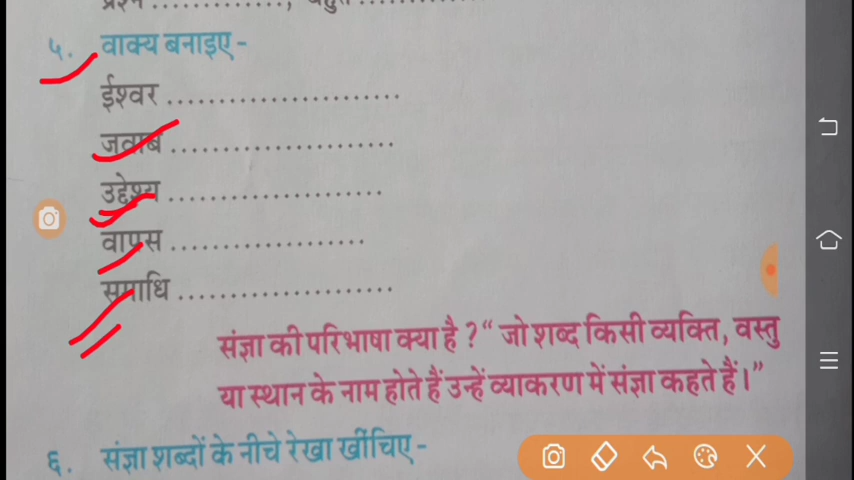 ५. वाक्य बनाइए -
ईश्वर ......................
जवाब ......................
उद्देश्य .....................
वापस ...................
समाधि .....................
संज्ञा की परिभाषा क्या है ? “ जो शब्द किसी व्यक्ति, वस्तु
या स्थान के नाम होते हैं उन्हें व्याकरण में संज्ञा कहते हैं।”
६. संज्ञा शब्दों के नीचे रेखा खींचिए -